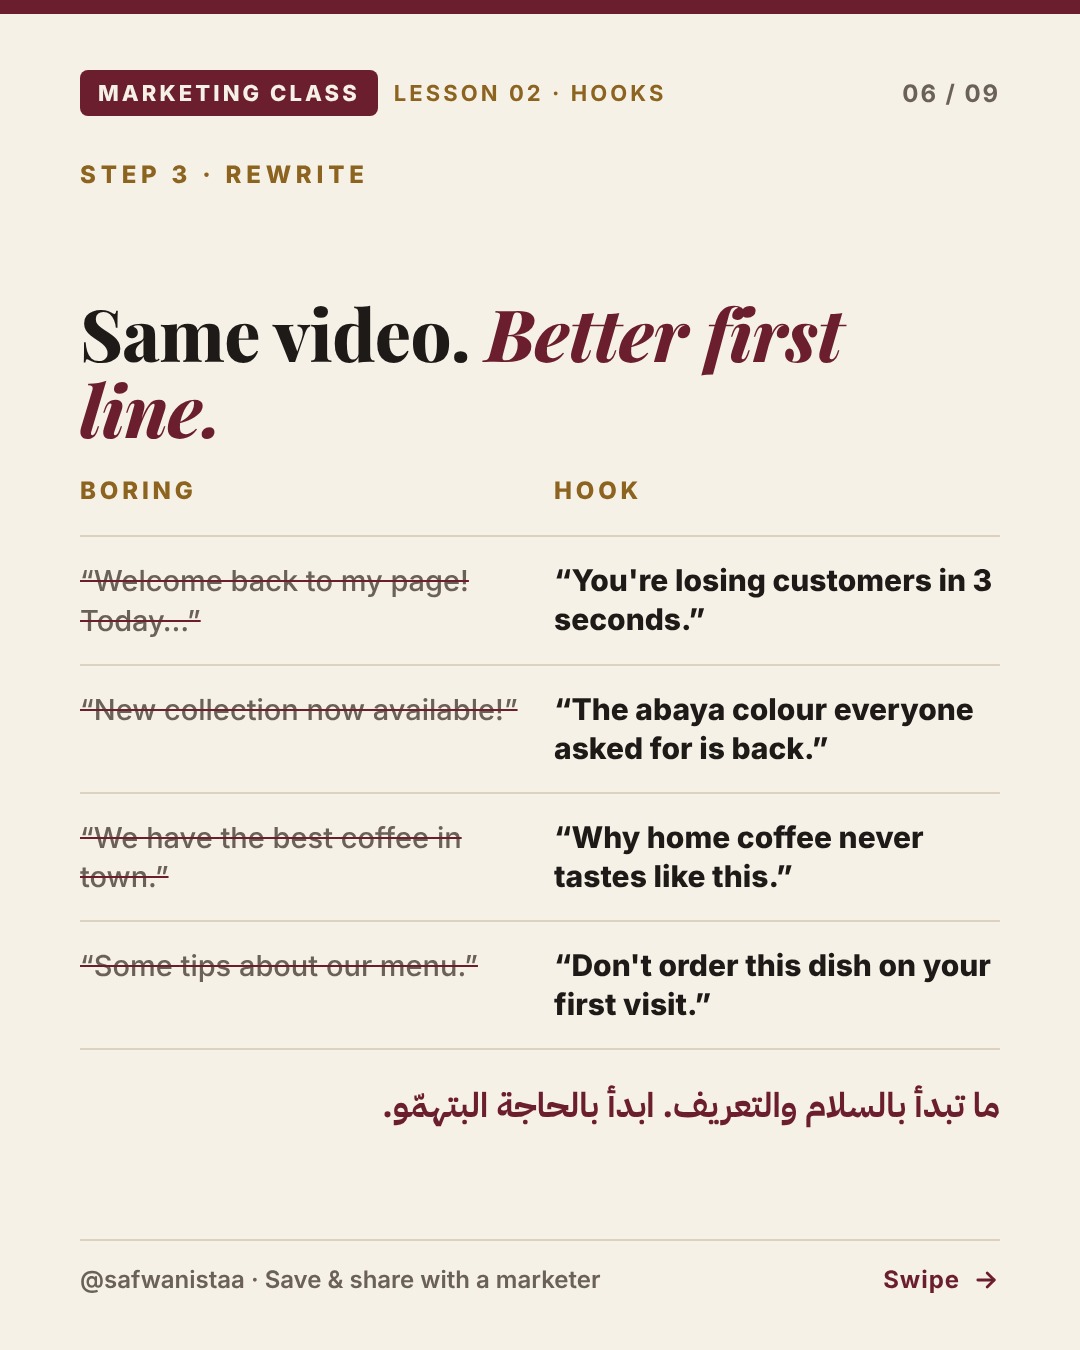 MARKETING CLASS LESSON 02 · HOOKS 06 / 09
STEP 3 · REWRITE
Same video. Better first
line.
BORING HOOK
“Welcome back to my page! “You're losing customers in 3
Today…” seconds.”
“New collection now available!” “The abaya colour everyone
asked for is back.”
“We have the best coffee in “Why home coffee never
town.” tastes like this.”
“Some tips about our menu.” “Don't order this dish on your
first visit.”
ما تبدأ بالسلام والتعريف. ابدأ بالحاجة البتهمّو.
@safwanistaa · Save & share with a marketer Swipe →